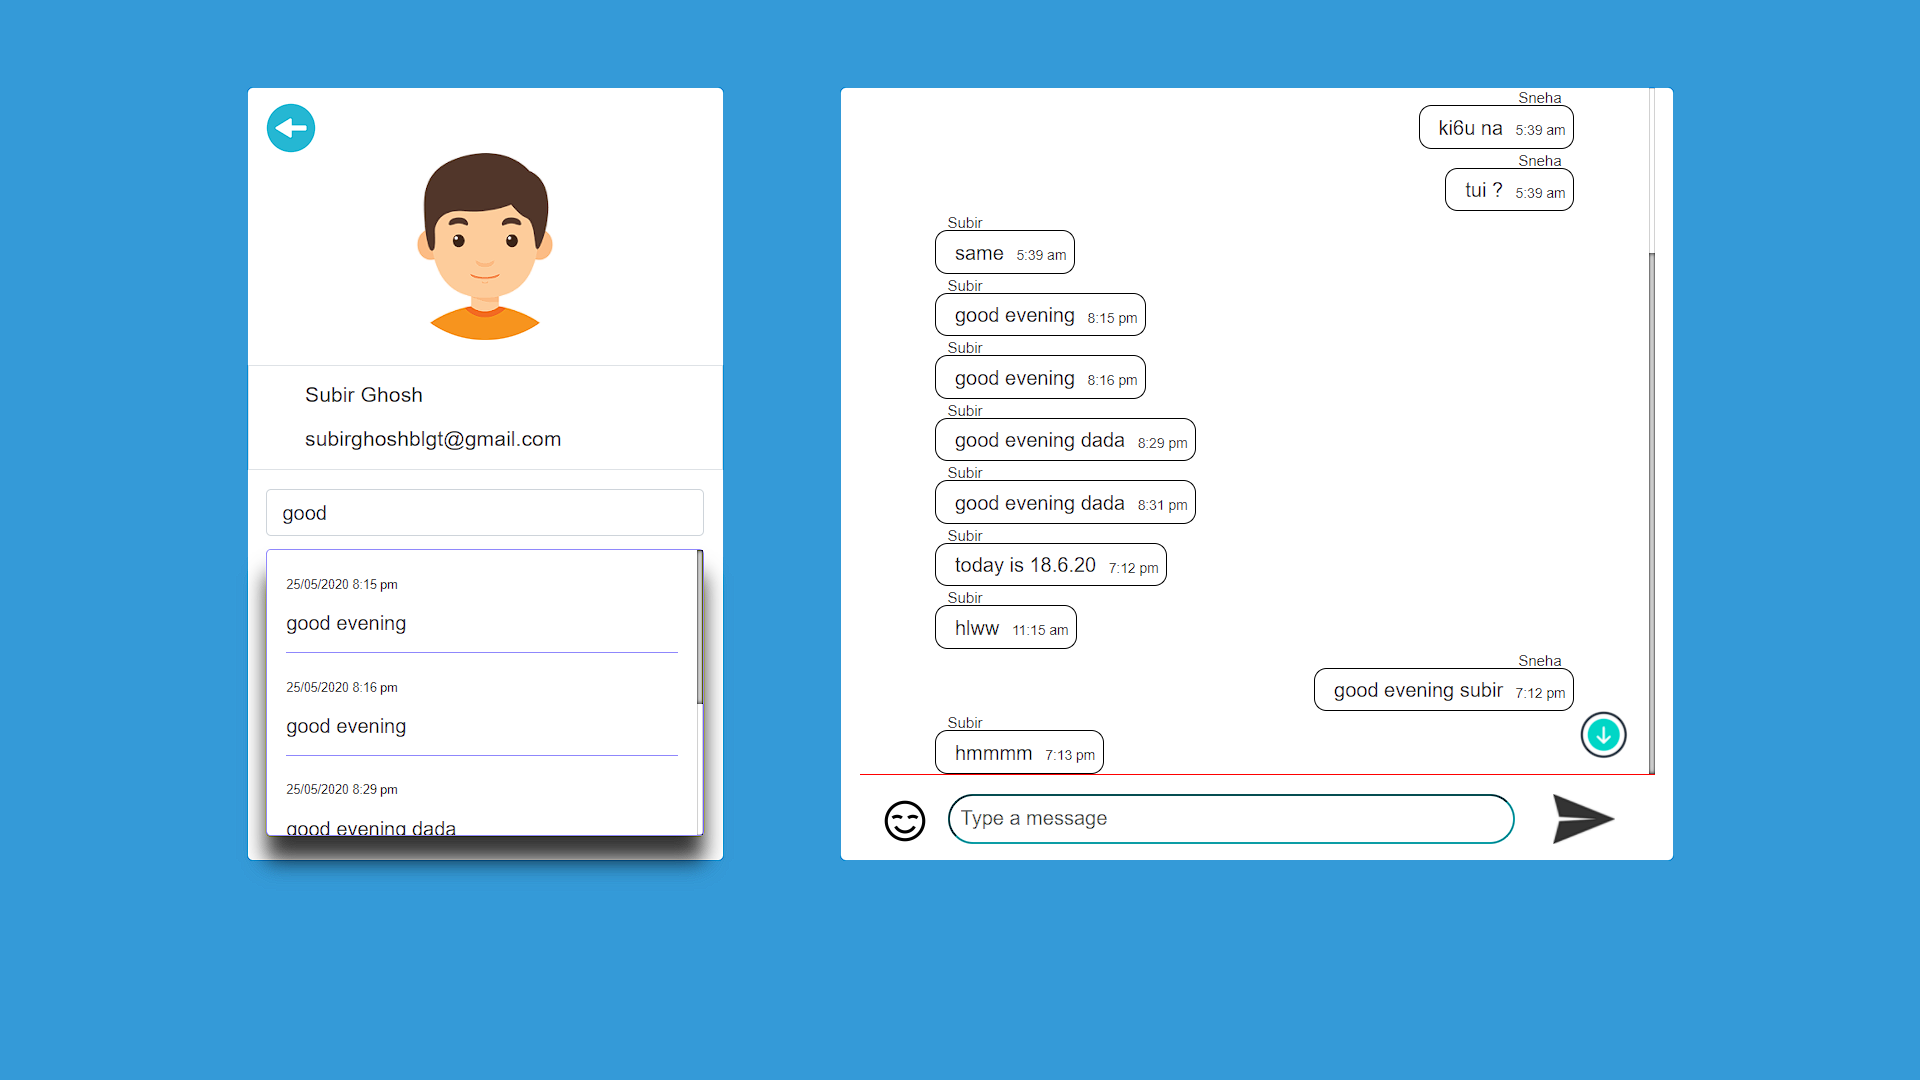 Subir Ghosh
subirghoshblgt@gmail.com
good
25/05/2020 8:15 pm
good evening
25/05/2020 8:16 pm
good evening
25/05/2020 8:29 pm
good evening dada
Sneha
ki6u na 5:39 am
Sneha
tui ? 5:39 am
Subir
same 5:39 am
Subir
good evening 8:15 pm
Subir
good evening 8:16 pm
Subir
good evening dada 8:29 pm
Subir
good evening dada 8:31 pm
Subir
today is 18.6.20 7:12 pm
Subir
hlww 11:15 am
Sneha
good evening subir 7:12 pm
Subir
hmmmm 7:13 pm
Type a message